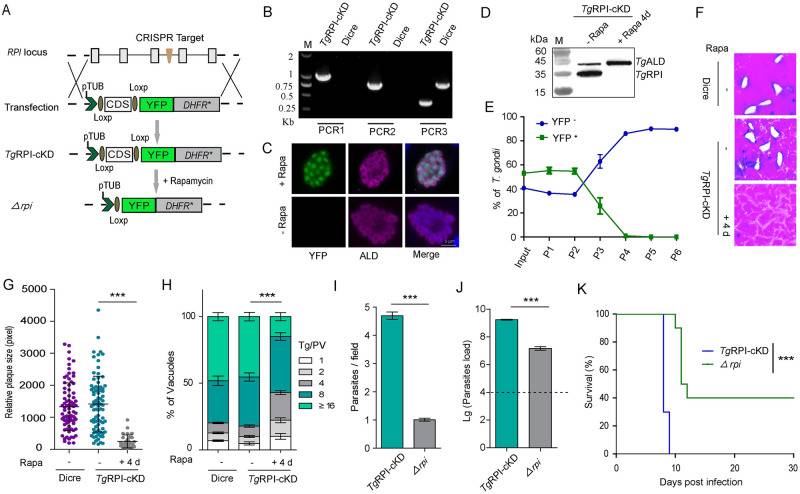 A
CRISPR Target
RPI locus
pTUB
Loxp
Transfection
CDS
YFP
DHFR*
Loxp
pTUB
Loxp
TgRPI-cKD
CDS
YFP
DHFR*
Loxp
+ Rapamycin
pTUB
Δrpi
YFP
DHFR*
Loxp
B
TgRPI-cKD
Dicre
TgRPI-cKD
Dicre
TgRPI-cKD
Dicre
M
2
1
0.75
0.5
0.25
Kb
PCR1
PCR2
PCR3
C
+ Rapa
- Rapa
YFP
ALD
Merge
5 μm
D
TgRPI-cKD
- Rapa
+ Rapa 4d
kDa
M
60
45
35
25
15
TgALD
TgRPI
E
YFP -
YFP +
% of T. gondii
100
80
60
40
20
0
Input
P1
P2
P3
P4
P5
P6
F
Rapa
Dicre
-
-
TgRPI-cKD
+ 4 d
G
***
Relative plaque size (pixel)
5000
4000
3000
2000
1000
0
Rapa
-
-
+ 4 d
Dicre
TgRPI-cKD
H
***
% of Vacuoles
100
50
0
Tg/PV
1
2
4
8
≥ 16
Rapa
-
-
+ 4 d
Dicre
TgRPI-cKD
I
***
Parasites / field
5
4
3
2
1
0
TgRPI-cKD
Δrpi
J
***
Lg (Parasites load)
10
8
6
4
2
0
TgRPI-cKD
Δrpi
K
Survival (%)
100
80
60
40
20
0
TgRPI-cKD
Δrpi
***
0
10
20
30
Days post infection